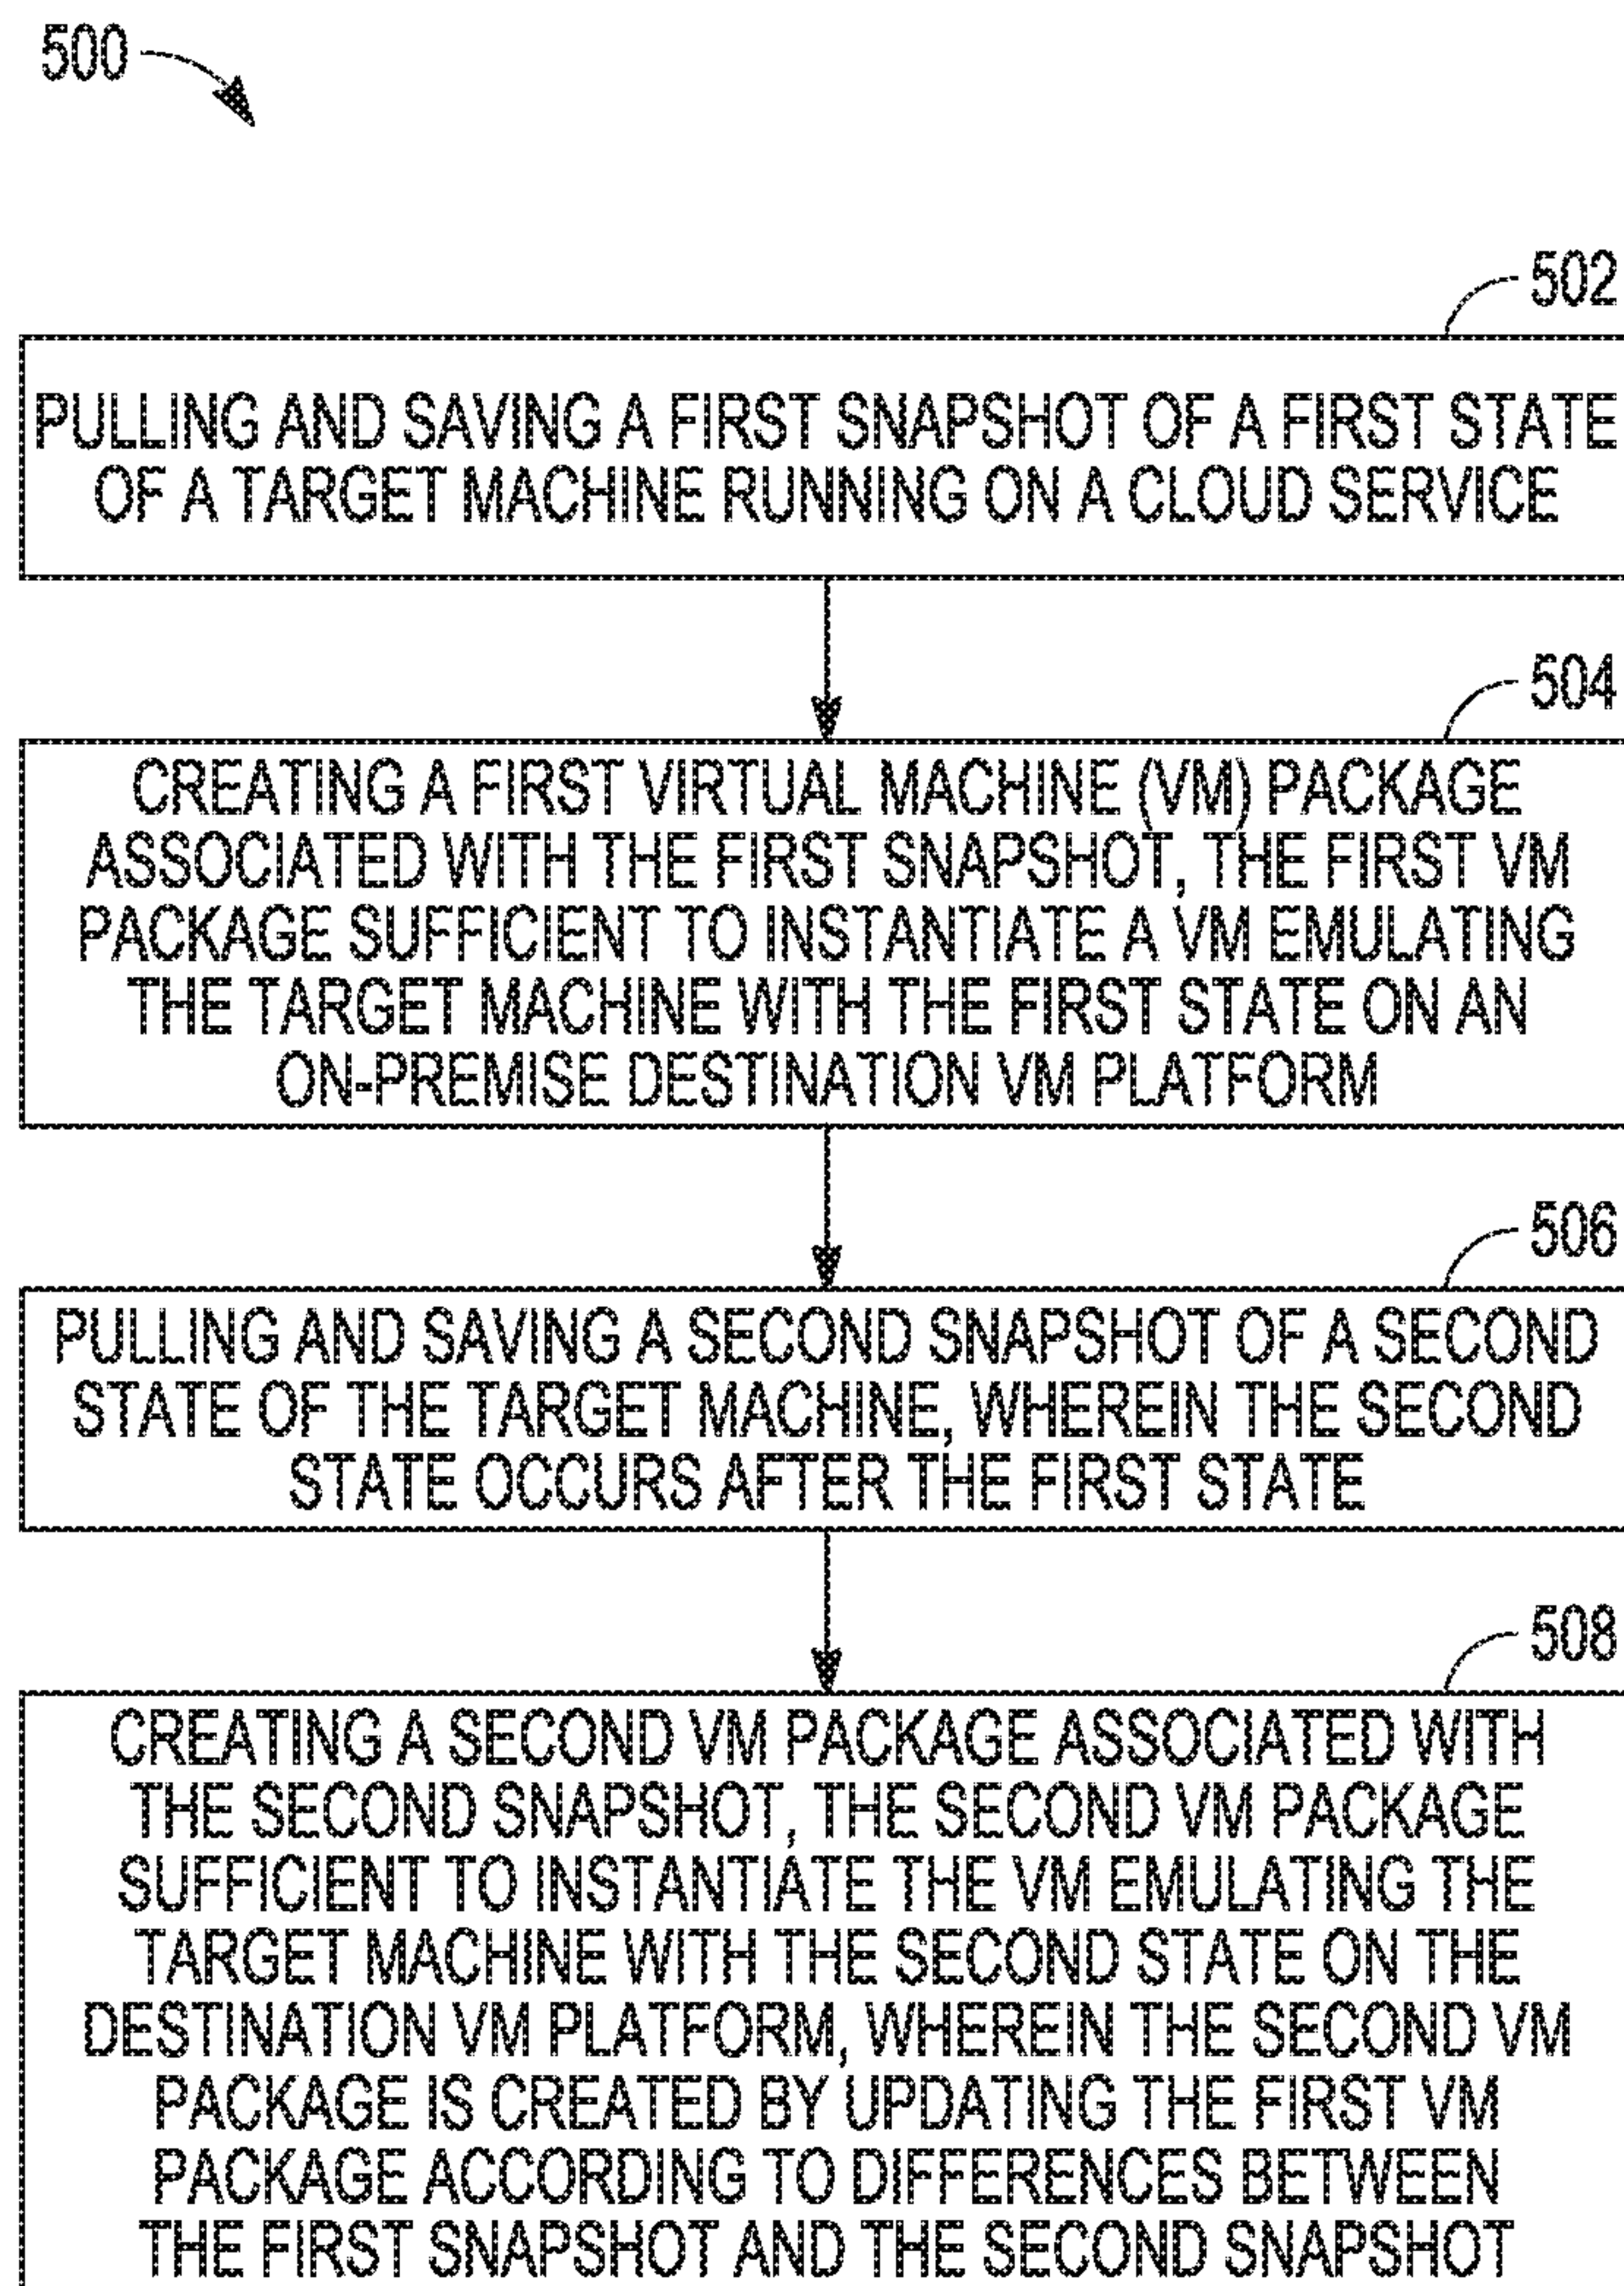 500
502
PULLING AND SAVING A FIRST SNAPSHOT OF A FIRST STATE
OF A TARGET MACHINE RUNNING ON A CLOUD SERVICE
504
CREATING A FIRST VIRTUAL MACHINE (VM) PACKAGE
ASSOCIATED WITH THE FIRST SNAPSHOT, THE FIRST VM
PACKAGE SUFFICIENT TO INSTANTIATE A VM EMULATING
THE TARGET MACHINE WITH THE FIRST STATE ON AN
ON-PREMISE DESTINATION VM PLATFORM
506
PULLING AND SAVING A SECOND SNAPSHOT OF A SECOND
STATE OF THE TARGET MACHINE, WHEREIN THE SECOND
STATE OCCURS AFTER THE FIRST STATE
508
CREATING A SECOND VM PACKAGE ASSOCIATED WITH
THE SECOND SNAPSHOT, THE SECOND VM PACKAGE
SUFFICIENT TO INSTANTIATE THE VM EMULATING THE
TARGET MACHINE WITH THE SECOND STATE ON THE
DESTINATION VM PLATFORM, WHEREIN THE SECOND VM
PACKAGE IS CREATED BY UPDATING THE FIRST VM
PACKAGE ACCORDING TO DIFFERENCES BETWEEN
THE FIRST SNAPSHOT AND THE SECOND SNAPSHOT